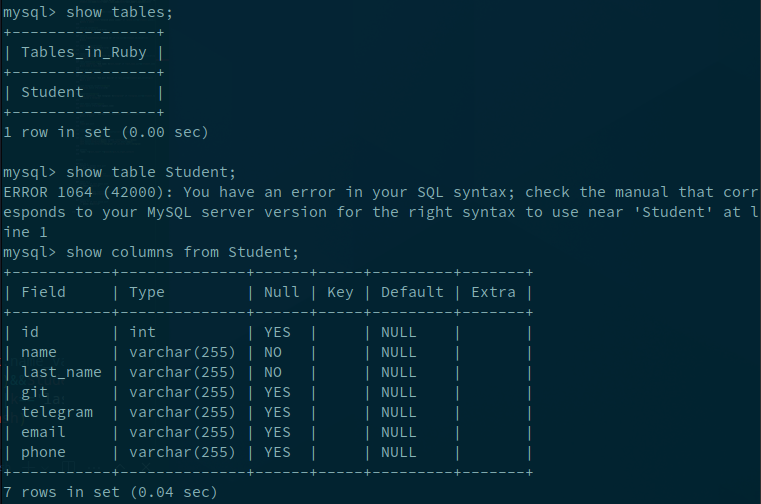 mysql> show tables;
+----------------+
| Tables_in_Ruby |
+----------------+
| Student        |
+----------------+
1 row in set (0.00 sec)

mysql> show table Student;
ERROR 1064 (42000): You have an error in your SQL syntax; check the manual that corr
esponds to your MySQL server version for the right syntax to use near 'Student' at l
ine 1
mysql> show columns from Student;
+-----------+--------------+------+-----+---------+-------+
| Field     | Type         | Null | Key | Default | Extra |
+-----------+--------------+------+-----+---------+-------+
| id        | int          | YES  |     | NULL    |       |
| name      | varchar(255) | NO   |     | NULL    |       |
| last_name | varchar(255) | NO   |     | NULL    |       |
| git       | varchar(255) | YES  |     | NULL    |       |
| telegram  | varchar(255) | YES  |     | NULL    |       |
| email     | varchar(255) | YES  |     | NULL    |       |
| phone     | varchar(255) | YES  |     | NULL    |       |
+-----------+--------------+------+-----+---------+-------+
7 rows in set (0.04 sec)